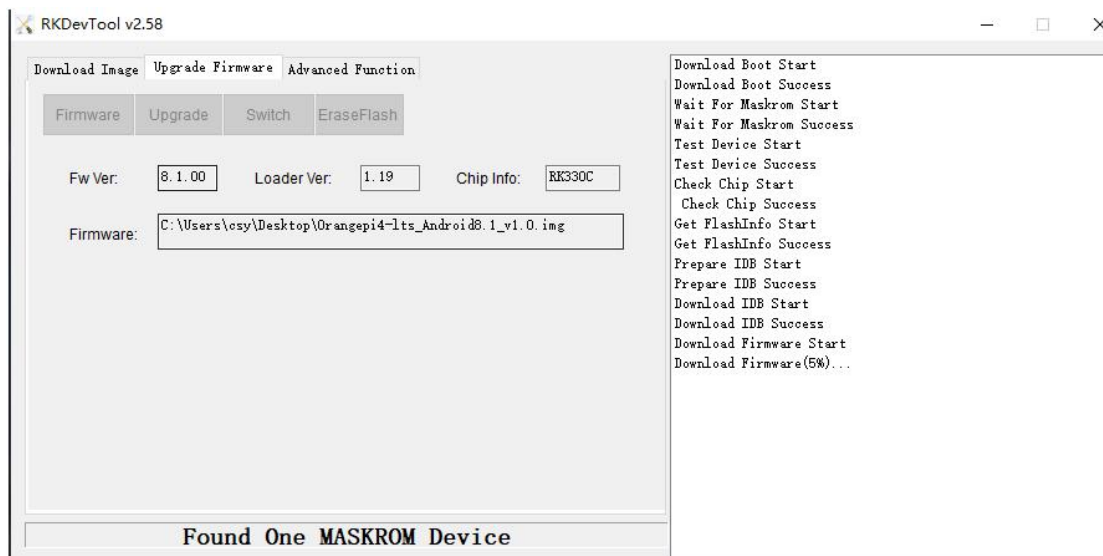 RKDevTool v2.58
Download Image Upgrade Firmware Advanced Function
Firmware Upgrade Switch EraseFlash
Fw Ver: 8.1.00 Loader Ver: 1.19 Chip Info: RK330C
Firmware: C:\Users\csy\Desktop\Orangepi4-lts_Android8.1_v1.0.img
Found One MASKROM Device
Download Boot Start
Download Boot Success
Wait For Maskrom Start
Wait For Maskrom Success
Test Device Start
Test Device Success
Check Chip Start
Check Chip Success
Get FlashInfo Start
Get FlashInfo Success
Prepare IDB Start
Prepare IDB Success
Download IDB Start
Download IDB Success
Download Firmware Start
Download Firmware(5%)...